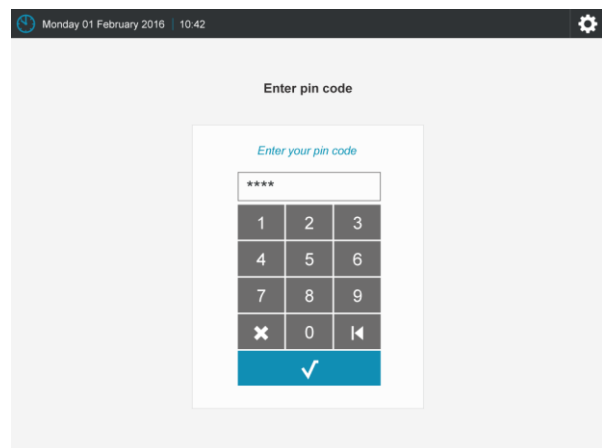 Monday 01 February 2016 | 10:42
Enter pin code
Enter your pin code
****
1 2 3
4 5 6
7 8 9
0